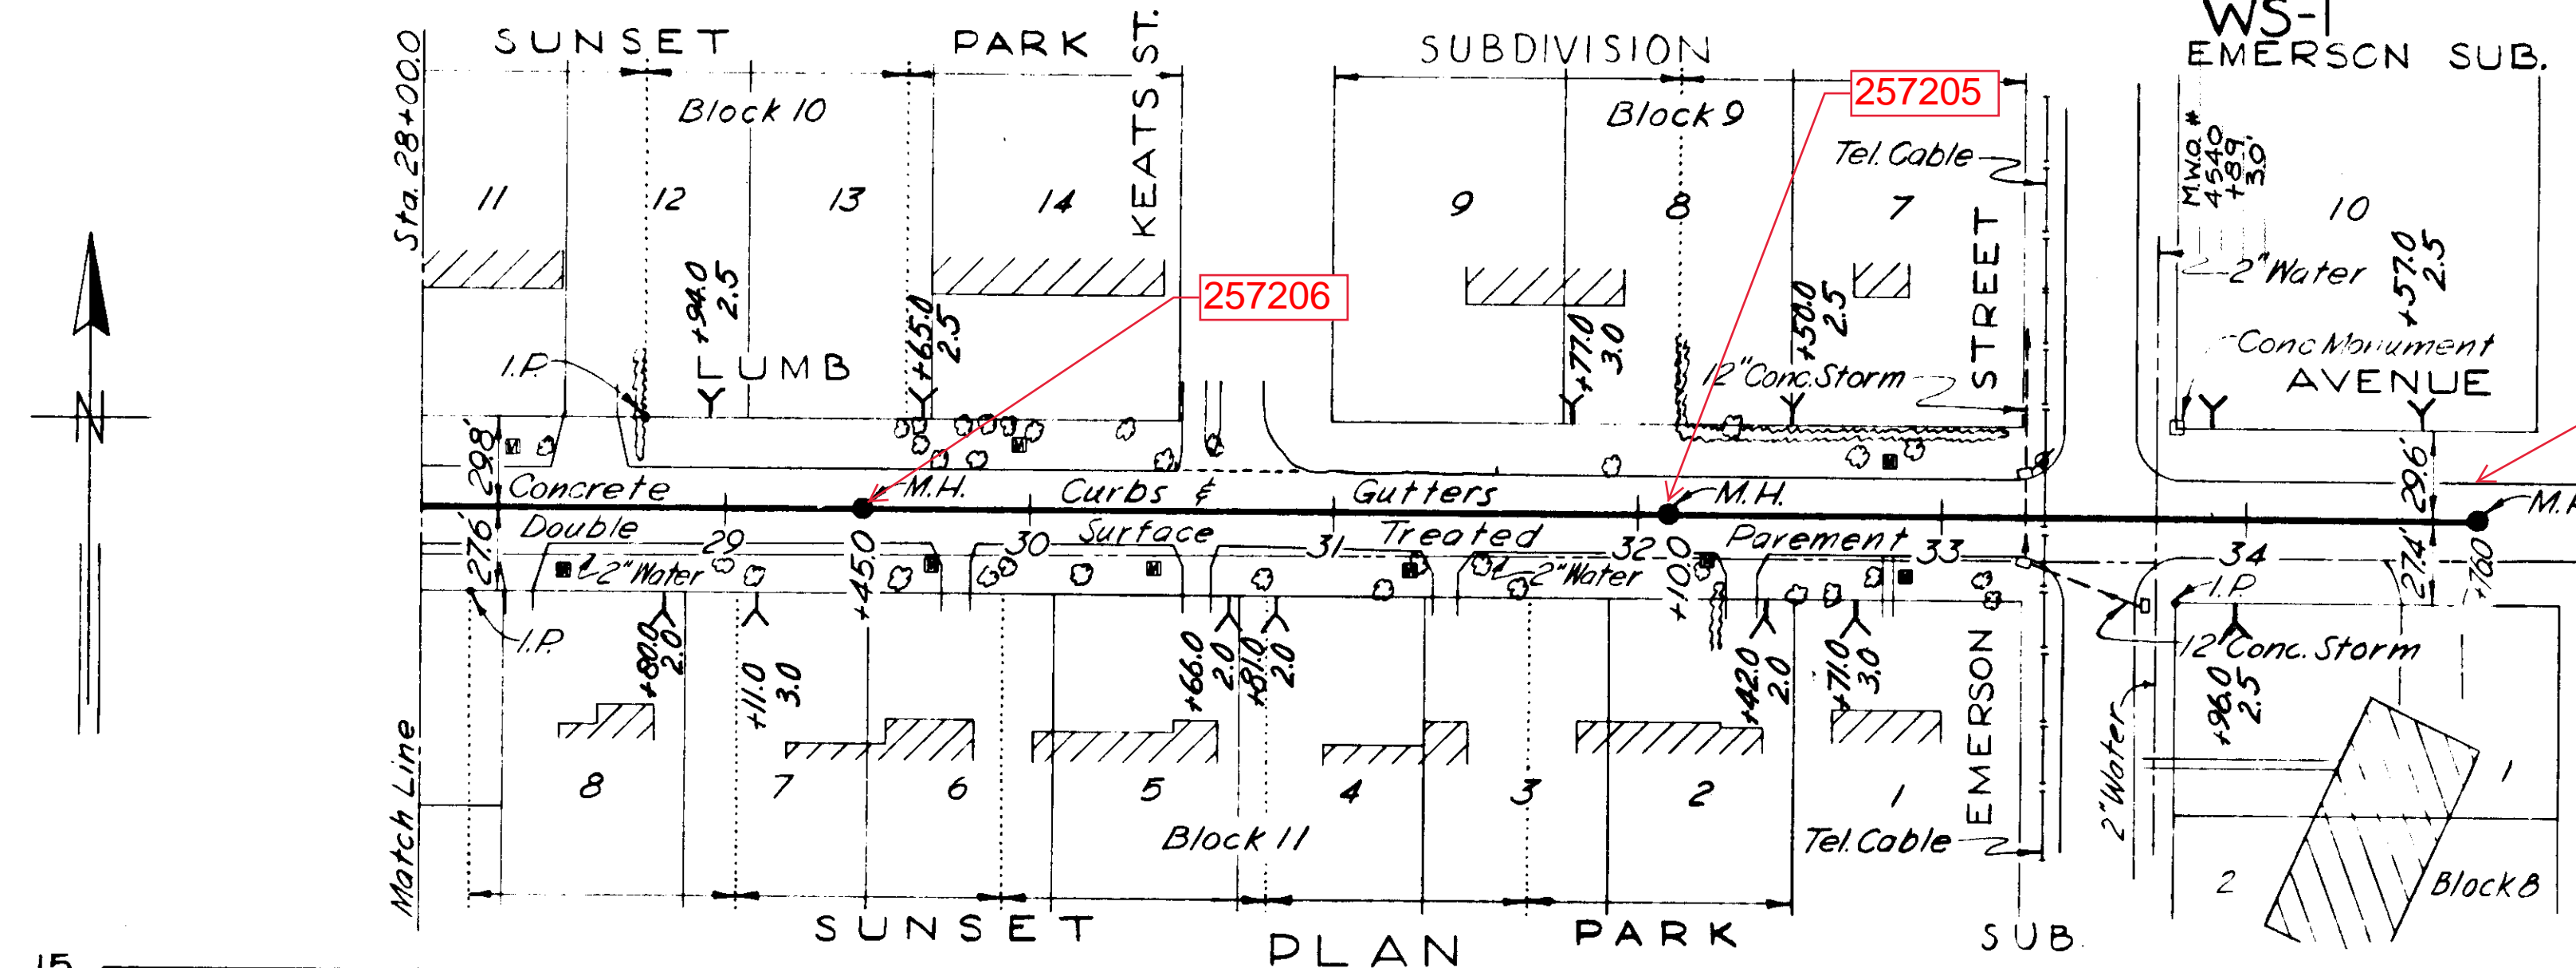 WS-1
EMERSON SUB.
SUNSET PARK SUBDIVISION
Sta. 28+00.0
KEATS ST.
Block 10
Block 9
257205
Tel. Cable
M.W.O. #
4540
+89
3.0'
11
12
13
14
9
8
7
10
STREET
257206
+94.0
2.5
+65.0
2.5
+77.0
3.0
+50.0
2.5
2" Water
+57.0
2.5
Conc Monument
I.P.
LUMB
12" Conc. Storm
AVENUE
N
29.8'
29.6'
Concrete
M.H.
Curbs &
Gutters
M.H.
M.H
27.6'
Double
Surface
Treated
Pavement
27.4'
29
30
31
32
33
34
2" Water
+45.0
2" Water
+10.0
+76.0
I.P.
I.P.
+80.0
2.0
+11.0
3.0
+66.0
2.0
+81.0
2.0
+42.0
2.0
+71.0
3.0
EMERSON
12" Conc. Storm
+96.0
2.5
2" Water
Match Line
8
7
6
5
4
3
2
1
1
Block 11
Tel. Cable
2
Block 8
SUNSET
PARK
SUB.
PLAN
15